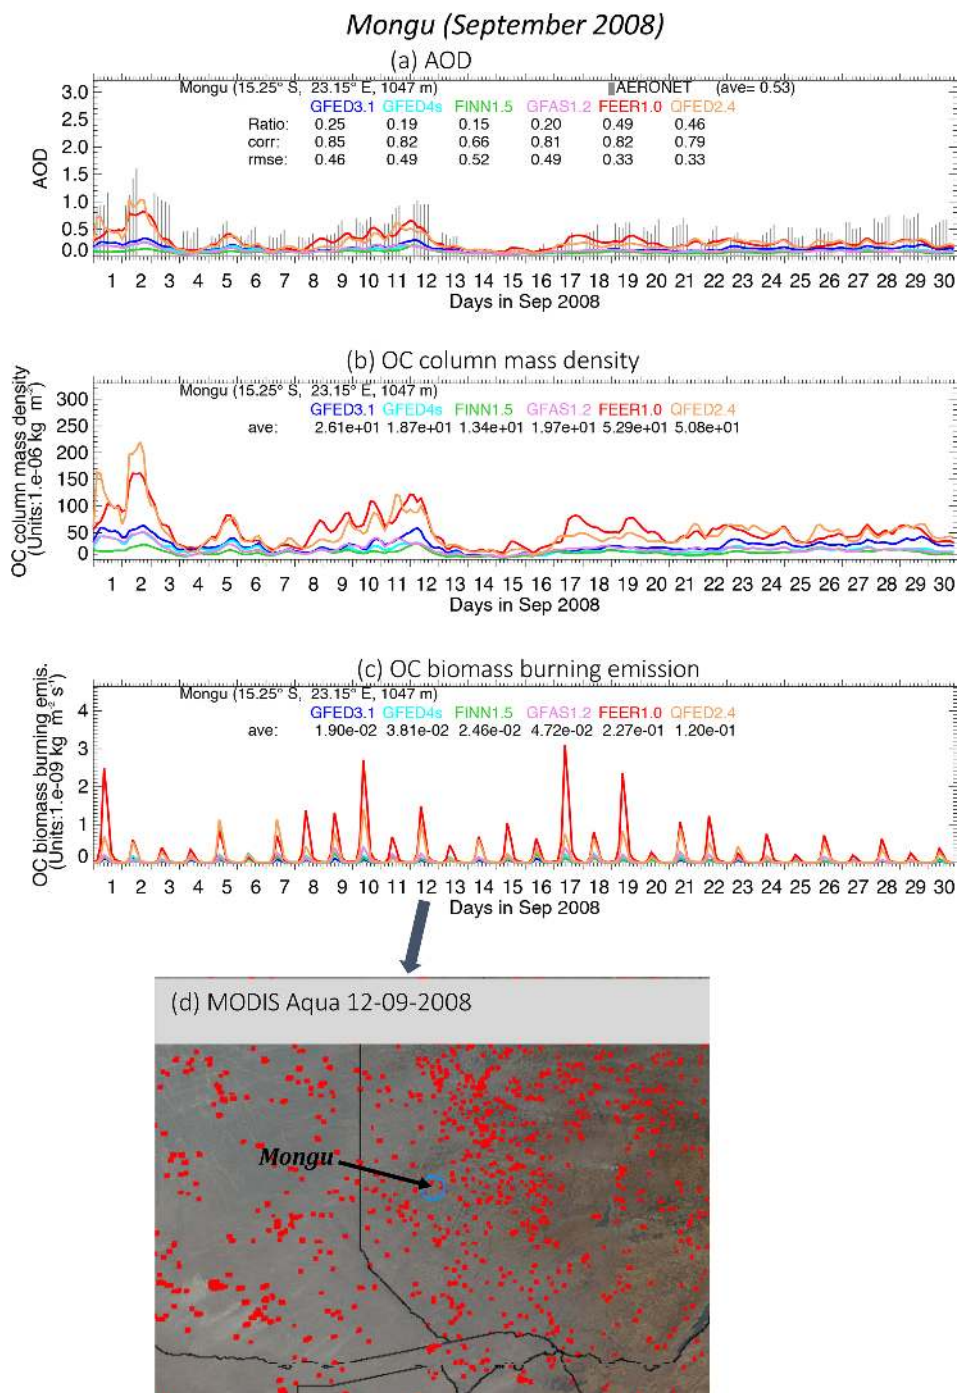 Mongu (September 2008)
(a) AOD
Mongu (15.25° S, 23.15° E, 1047 m) AERONET (ave= 0.53)
GFED3.1 GFED4s FINN1.5 GFAS1.2 FEER1.0 QFED2.4
Ratio: 0.25 0.19 0.15 0.20 0.49 0.46
corr: 0.85 0.82 0.66 0.81 0.82 0.79
rmse: 0.46 0.49 0.52 0.49 0.33 0.33
AOD
3.0
2.5
2.0
1.5
1.0
0.5
0.0
1 2 3 4 5 6 7 8 9 10 11 12 13 14 15 16 17 18 19 20 21 22 23 24 25 26 27 28 29 30
Days in Sep 2008
(b) OC column mass density
Mongu (15.25° S, 23.15° E, 1047 m)
GFED3.1 GFED4s FINN1.5 GFAS1.2 FEER1.0 QFED2.4
ave: 2.61e+01 1.87e+01 1.34e+01 1.97e+01 5.29e+01 5.08e+01
OC column mass density
(Units:1.e-06 kg m⁻²)
300
250
200
150
100
50
0
1 2 3 4 5 6 7 8 9 10 11 12 13 14 15 16 17 18 19 20 21 22 23 24 25 26 27 28 29 30
Days in Sep 2008
(c) OC biomass burning emission
Mongu (15.25° S, 23.15° E, 1047 m)
GFED3.1 GFED4s FINN1.5 GFAS1.2 FEER1.0 QFED2.4
ave: 1.90e-02 3.81e-02 2.46e-02 4.72e-02 2.27e-01 1.20e-01
OC biomass burning emis.
(Units:1.e-09 kg m⁻² s⁻¹)
4
3
2
1
0
1 2 3 4 5 6 7 8 9 10 11 12 13 14 15 16 17 18 19 20 21 22 23 24 25 26 27 28 29 30
Days in Sep 2008
(d) MODIS Aqua 12-09-2008
Mongu